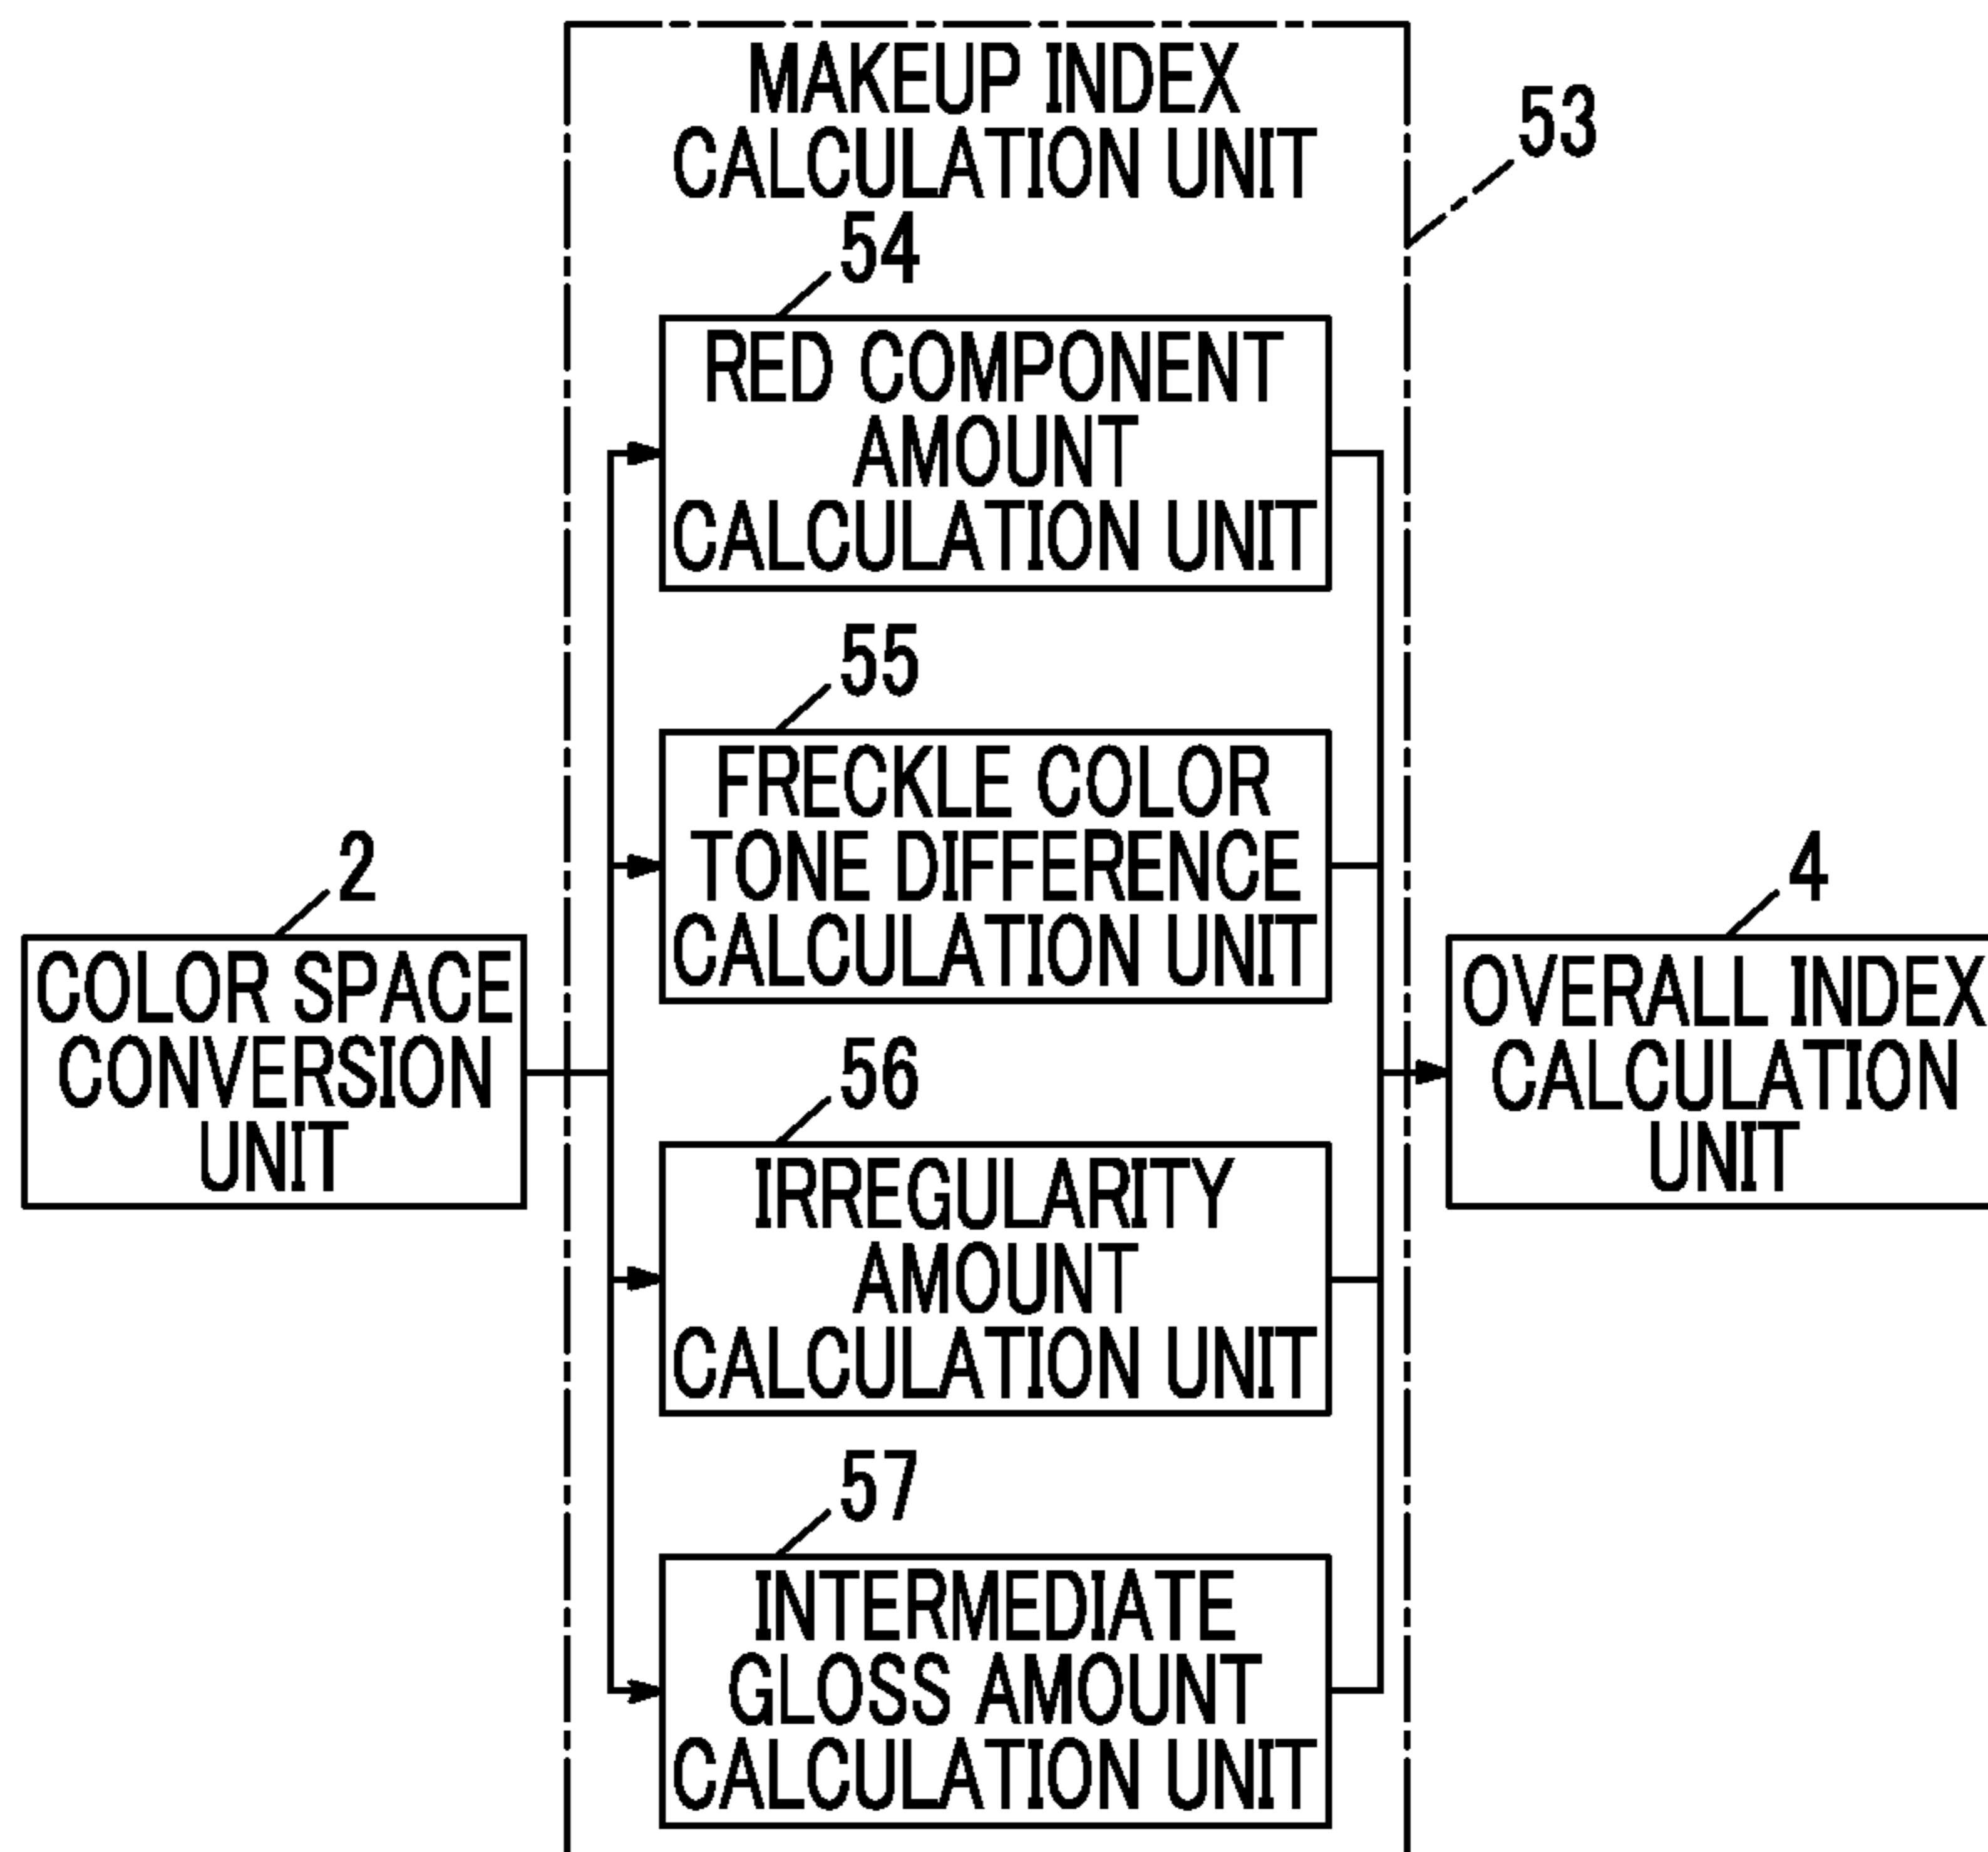 MAKEUP INDEX
CALCULATION UNIT
53
54
RED COMPONENT
AMOUNT
CALCULATION UNIT
55
FRECKLE COLOR
TONE DIFFERENCE
CALCULATION UNIT
2
COLOR SPACE
CONVERSION
UNIT
4
OVERALL INDEX
CALCULATION
UNIT
56
IRREGULARITY
AMOUNT
CALCULATION UNIT
57
INTERMEDIATE
GLOSS AMOUNT
CALCULATION UNIT